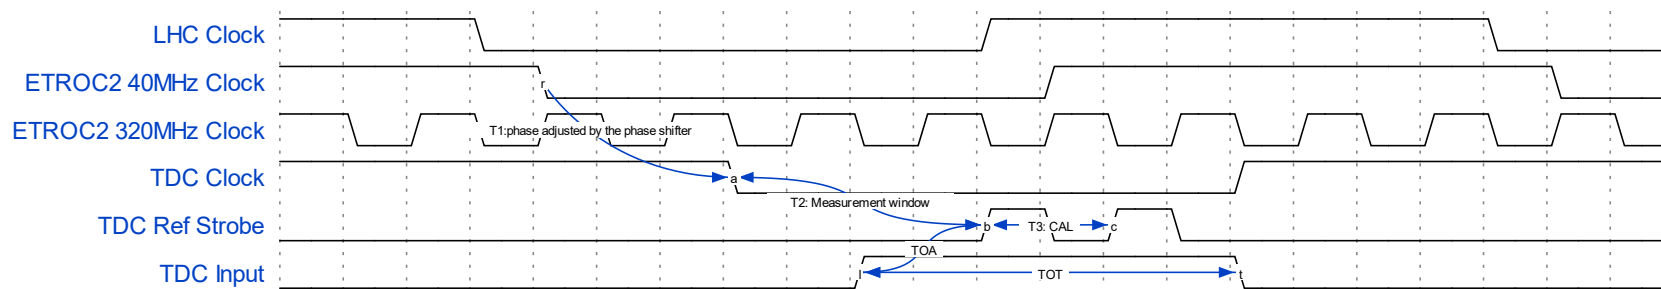 LHC Clock
ETROC2 40MHz Clock
r
ETROC2 320MHz Clock
T1:phase adjusted by the phase shifter
TDC Clock
a
T2: Measurement window
TDC Ref Strobe
b T3: CAL c
TOA
TDC Input
l TOT t